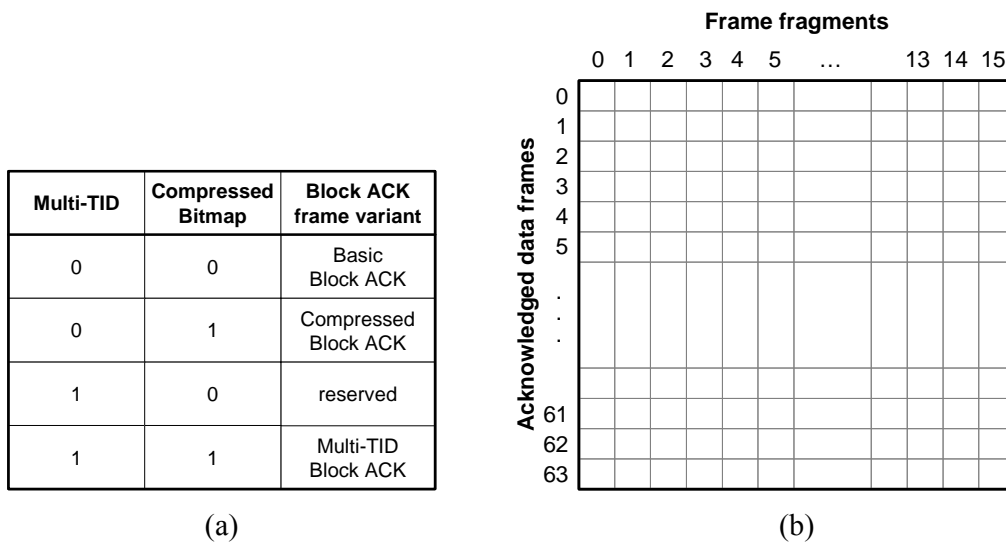 Multi-TID Compressed Bitmap Block ACK frame variant
0 0 Basic Block ACK
0 1 Compressed Block ACK
1 0 reserved
1 1 Multi-TID Block ACK
(a)
Frame fragments
0 1 2 3 4 5 … 13 14 15
Acknowledged data frames
0
1
2
3
4
5
.
.
.
61
62
63
(b)